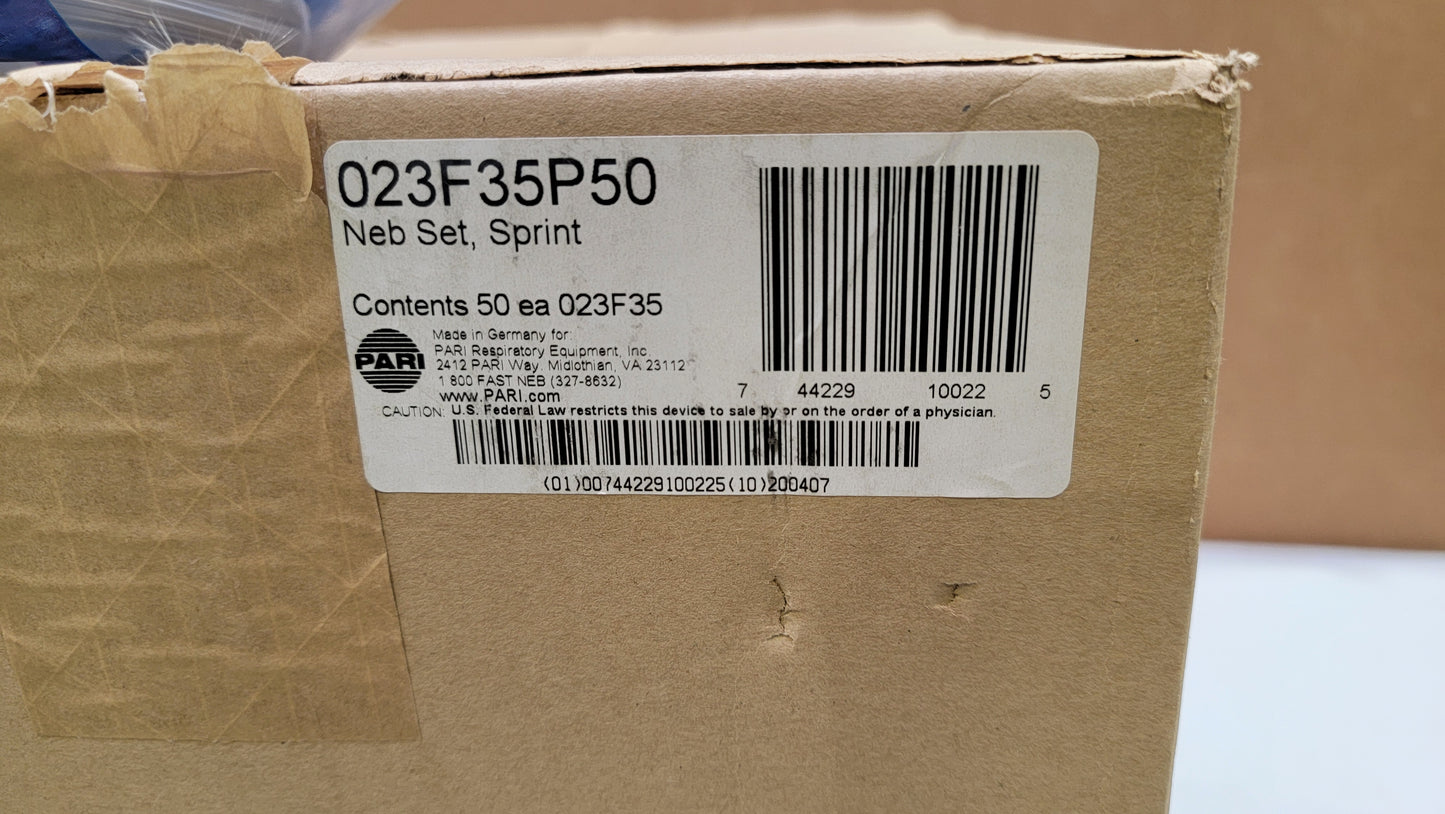 023F35P50
Neb Set, Sprint
Contents 50 ea 023F35
PARI
Made in Germany for:
PARI Respiratory Equipment, Inc.
2412 PARI Way. Midlothian, VA 23112
1 800 FAST NEB (327-8632)
www.PARI.com
7 44229 10022 5
CAUTION: U.S. Federal Law restricts this device to sale by or on the order of a physician.
(01)00744229100225(10)200407